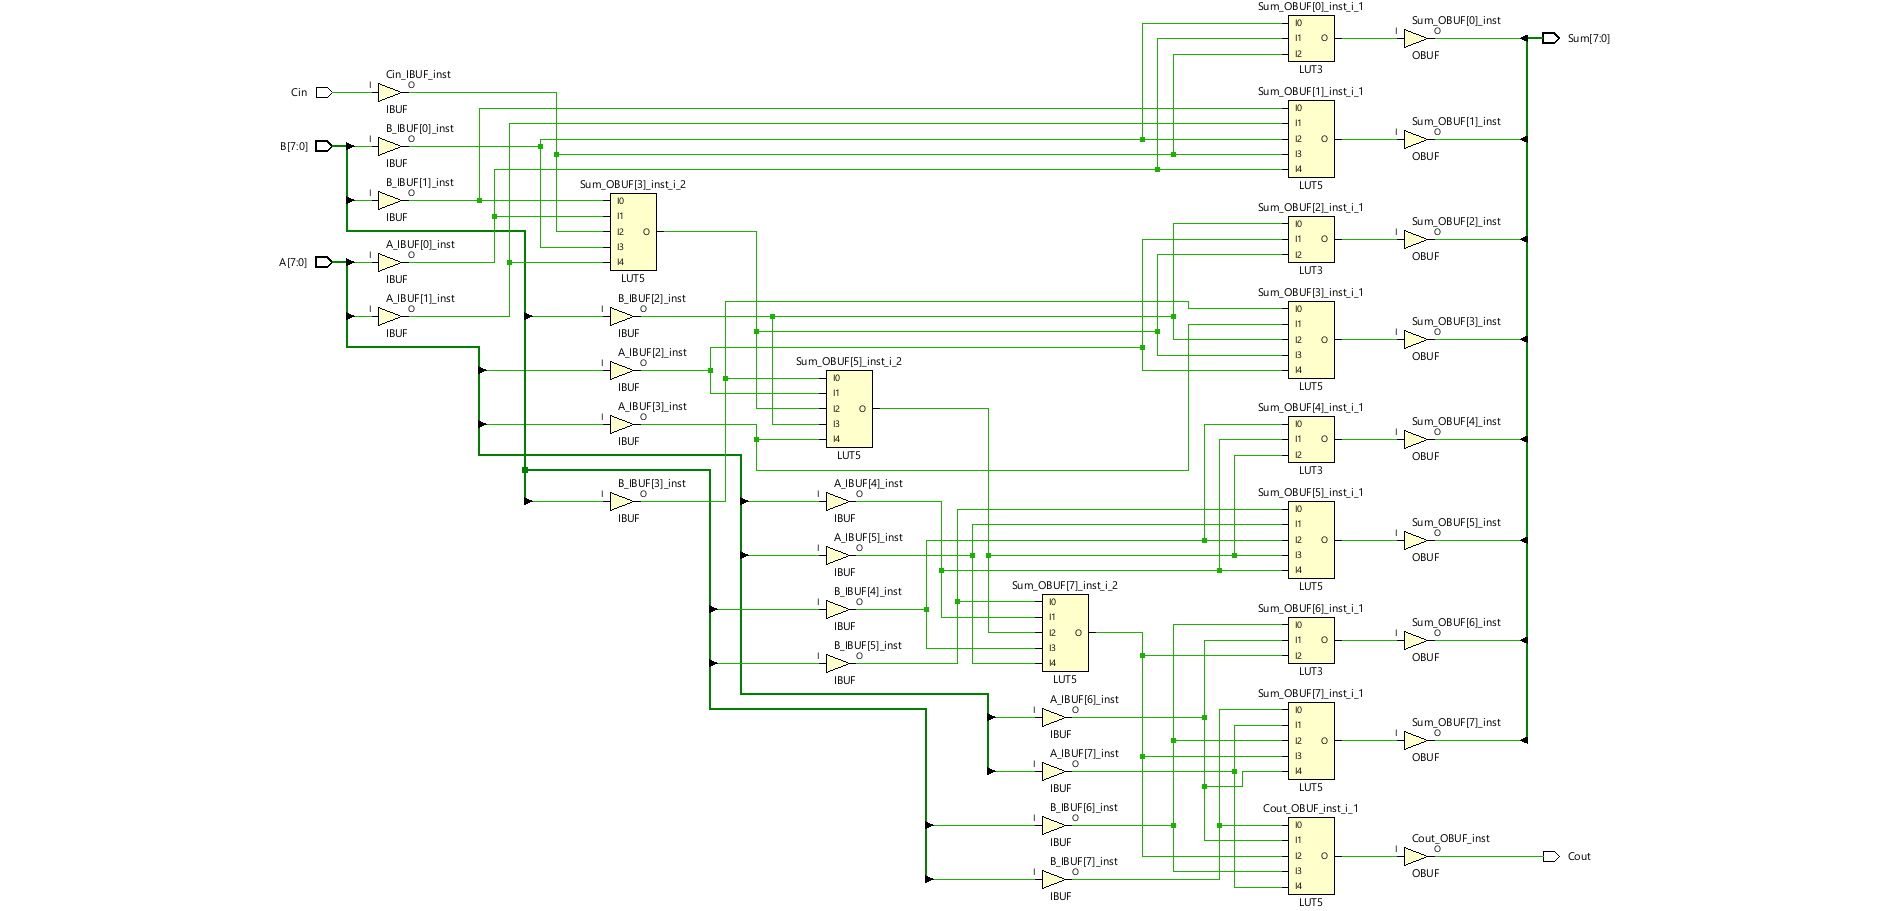 Cin
Cin_IBUF_inst
I
O
IBUF
B[7:0]
B_IBUF[0]_inst
I
O
IBUF
B_IBUF[1]_inst
I
O
IBUF
A[7:0]
A_IBUF[0]_inst
I
O
IBUF
A_IBUF[1]_inst
I
O
IBUF
Sum_OBUF[3]_inst_i_2
I0
I1
I2
I3
I4
O
LUT5
B_IBUF[2]_inst
I
O
IBUF
A_IBUF[2]_inst
I
O
IBUF
A_IBUF[3]_inst
I
O
IBUF
B_IBUF[3]_inst
I
O
IBUF
Sum_OBUF[5]_inst_i_2
I0
I1
I2
I3
I4
O
LUT5
A_IBUF[4]_inst
I
O
IBUF
A_IBUF[5]_inst
I
O
IBUF
B_IBUF[4]_inst
I
O
IBUF
B_IBUF[5]_inst
I
O
IBUF
Sum_OBUF[7]_inst_i_2
I0
I1
I2
I3
I4
O
LUT5
A_IBUF[6]_inst
I
O
IBUF
A_IBUF[7]_inst
I
O
IBUF
B_IBUF[6]_inst
I
O
IBUF
B_IBUF[7]_inst
I
O
IBUF
Sum_OBUF[0]_inst_i_1
I0
I1
I2
O
LUT3
Sum_OBUF[1]_inst_i_1
I0
I1
I2
I3
I4
O
LUT5
Sum_OBUF[2]_inst_i_1
I0
I1
I2
O
LUT3
Sum_OBUF[3]_inst_i_1
I0
I1
I2
I3
I4
O
LUT5
Sum_OBUF[4]_inst_i_1
I0
I1
I2
O
LUT3
Sum_OBUF[5]_inst_i_1
I0
I1
I2
I3
I4
O
LUT5
Sum_OBUF[6]_inst_i_1
I0
I1
I2
O
LUT3
Sum_OBUF[7]_inst_i_1
I0
I1
I2
I3
I4
O
LUT5
Cout_OBUF_inst_i_1
I0
I1
I2
I3
I4
O
LUT5
Sum_OBUF[0]_inst
I
O
OBUF
Sum_OBUF[1]_inst
I
O
OBUF
Sum_OBUF[2]_inst
I
O
OBUF
Sum_OBUF[3]_inst
I
O
OBUF
Sum_OBUF[4]_inst
I
O
OBUF
Sum_OBUF[5]_inst
I
O
OBUF
Sum_OBUF[6]_inst
I
O
OBUF
Sum_OBUF[7]_inst
I
O
OBUF
Cout_OBUF_inst
I
O
OBUF
Sum[7:0]
Cout